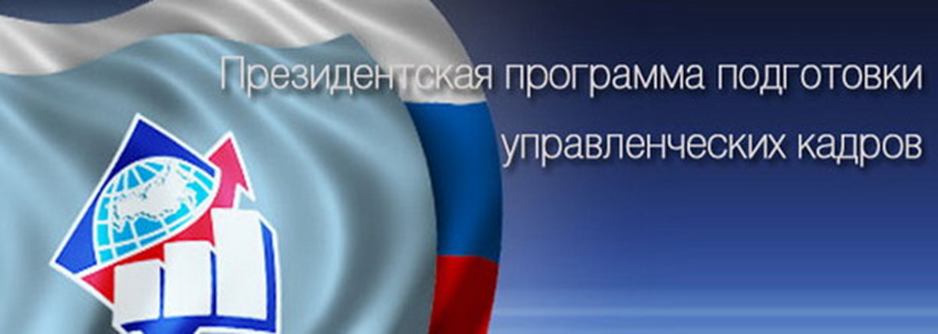 Президентская программа подготовки
управленческих кадров